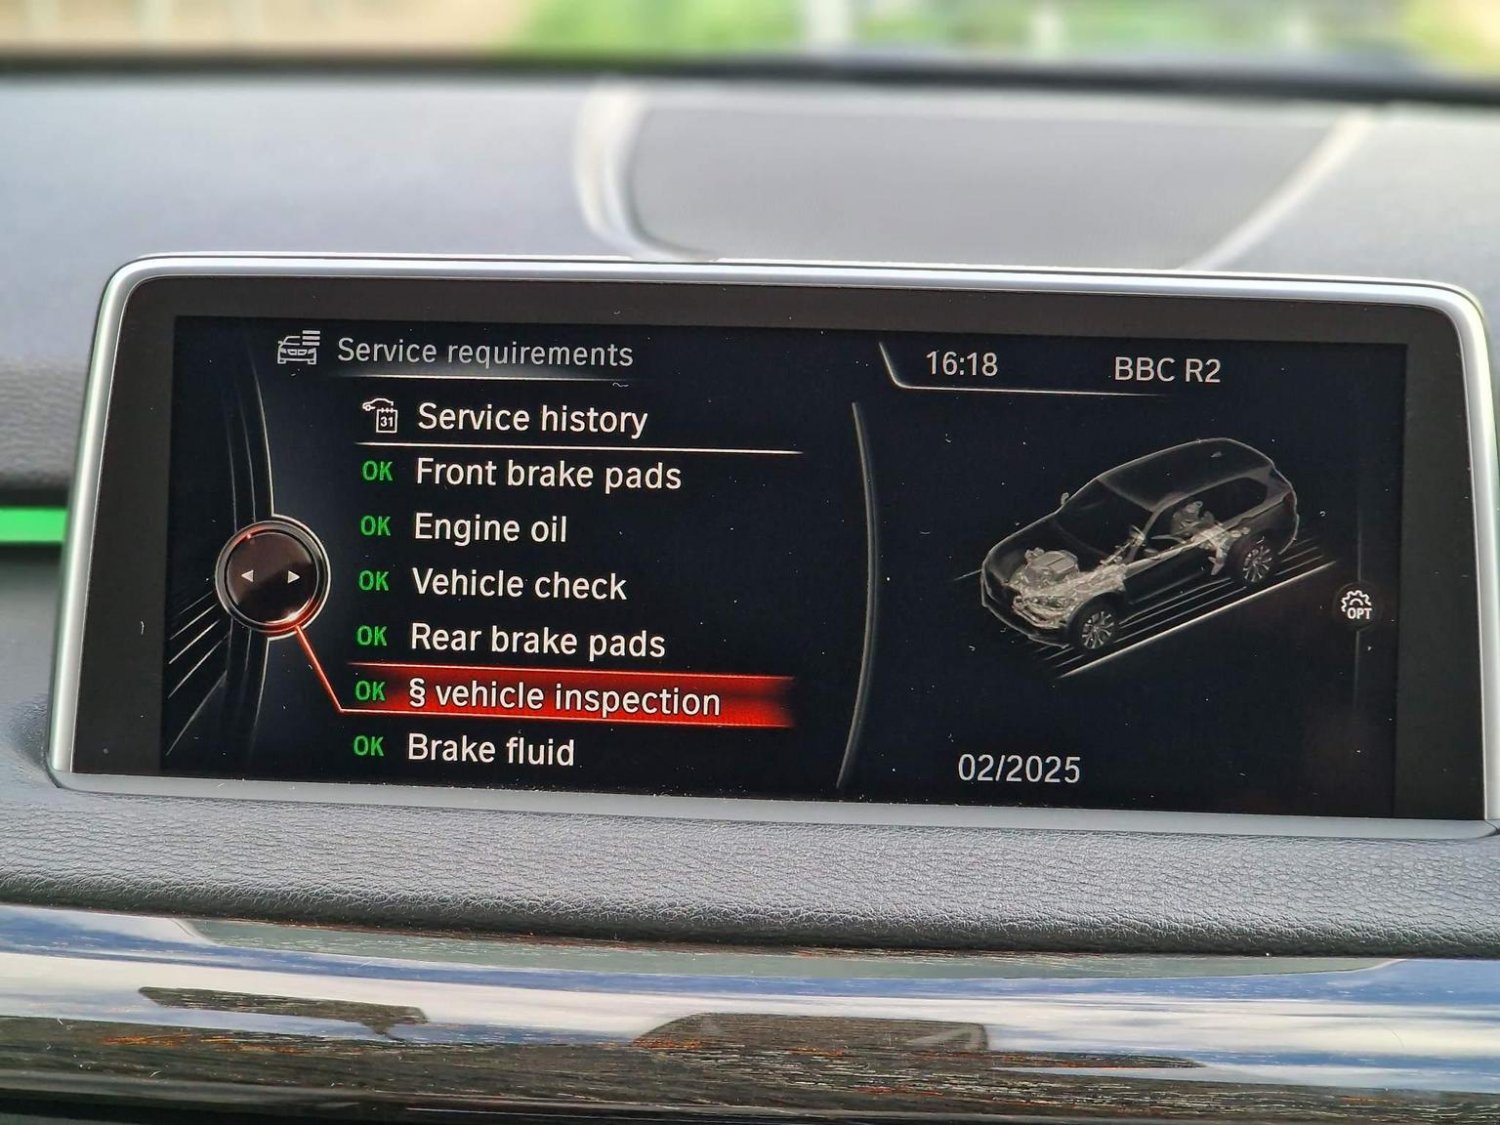 Service requirements
16:18
BBC R2
31
Service history
OK Front brake pads
OK Engine oil
OK Vehicle check
OK Rear brake pads
OK § vehicle inspection
OK Brake fluid
OPT
02/2025